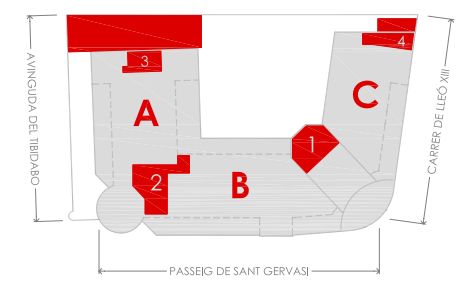 4
3
C
A
1
2
B
AVINGUDA DEL TIBIDABO
CARRER DE LLEÓ XIII
PASSEIG DE SANT GERVASI